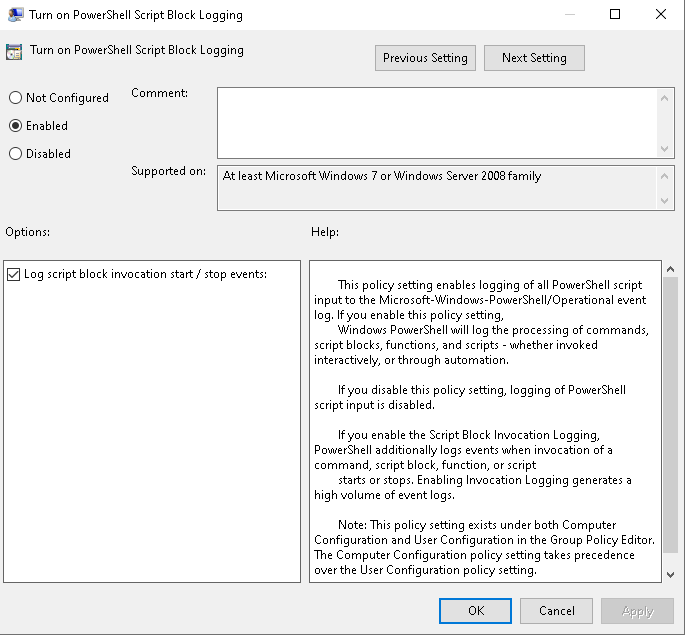 Turn on PowerShell Script Block Logging
Turn on PowerShell Script Block Logging
Previous Setting
Next Setting
Not Configured
Comment:
Enabled
Disabled
Supported on:
At least Microsoft Windows 7 or Windows Server 2008 family
Options:
Help:
Log script block invocation start / stop events:
This policy setting enables logging of all PowerShell script
input to the Microsoft-Windows-PowerShell/Operational event
log. If you enable this policy setting,
Windows PowerShell will log the processing of commands,
script blocks, functions, and scripts - whether invoked
interactively, or through automation.
If you disable this policy setting, logging of PowerShell
script input is disabled.
If you enable the Script Block Invocation Logging,
PowerShell additionally logs events when invocation of a
command, script block, function, or script
starts or stops. Enabling Invocation Logging generates a
high volume of event logs.
Note: This policy setting exists under both Computer
Configuration and User Configuration in the Group Policy Editor.
The Computer Configuration policy setting takes precedence
over the User Configuration policy setting.
OK
Cancel
Apply